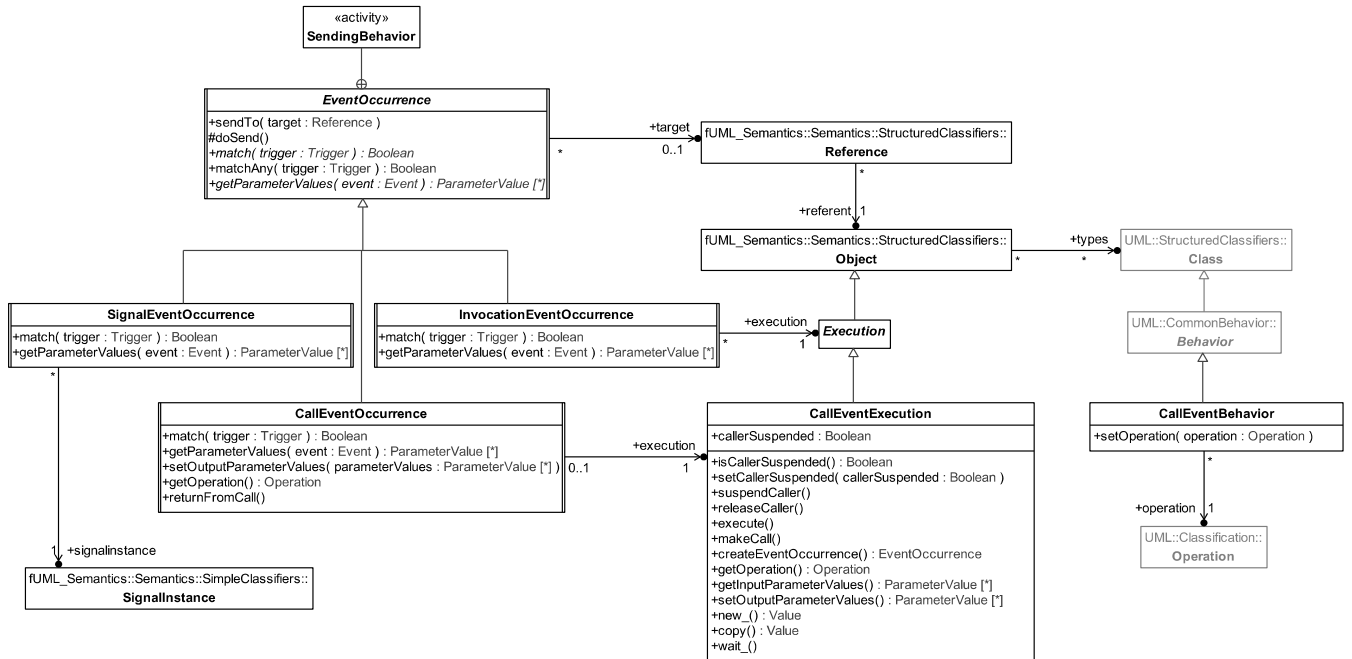 «activity»
SendingBehavior
EventOccurrence
+sendTo( target : Reference )
#doSend()
+match( trigger : Trigger ) : Boolean
+matchAny( trigger : Trigger ) : Boolean
+getParameterValues( event : Event ) : ParameterValue [*]
*
+target
0..1
fUML_Semantics::Semantics::StructuredClassifiers::
Reference
*
+referent
1
fUML_Semantics::Semantics::StructuredClassifiers::
Object
*
+types
*
UML::StructuredClassifiers::
Class
SignalEventOccurrence
+match( trigger : Trigger ) : Boolean
+getParameterValues( event : Event ) : ParameterValue [*]
*
InvocationEventOccurrence
+match( trigger : Trigger ) : Boolean
+getParameterValues( event : Event ) : ParameterValue [*]
*
+execution
1
Execution
UML::CommonBehavior::
Behavior
CallEventOccurrence
+match( trigger : Trigger ) : Boolean
+getParameterValues( event : Event ) : ParameterValue [*]
+setOutputParameterValues( parameterValues : ParameterValue [*] )
+getOperation() : Operation
+returnFromCall()
0..1
+execution
1
CallEventExecution
+callerSuspended : Boolean
+isCallerSuspended() : Boolean
+setCallerSuspended( callerSuspended : Boolean )
+suspendCaller()
+releaseCaller()
+execute()
+makeCall()
+createEventOccurrence() : EventOccurrence
+getOperation() : Operation
+getInputParameterValues() : ParameterValue [*]
+setOutputParameterValues() : ParameterValue [*]
+new_() : Value
+copy() : Value
+wait_()
CallEventBehavior
+setOperation( operation : Operation )
*
+operation
1
UML::Classification::
Operation
1
+signalinstance
fUML_Semantics::Semantics::SimpleClassifiers::
SignalInstance